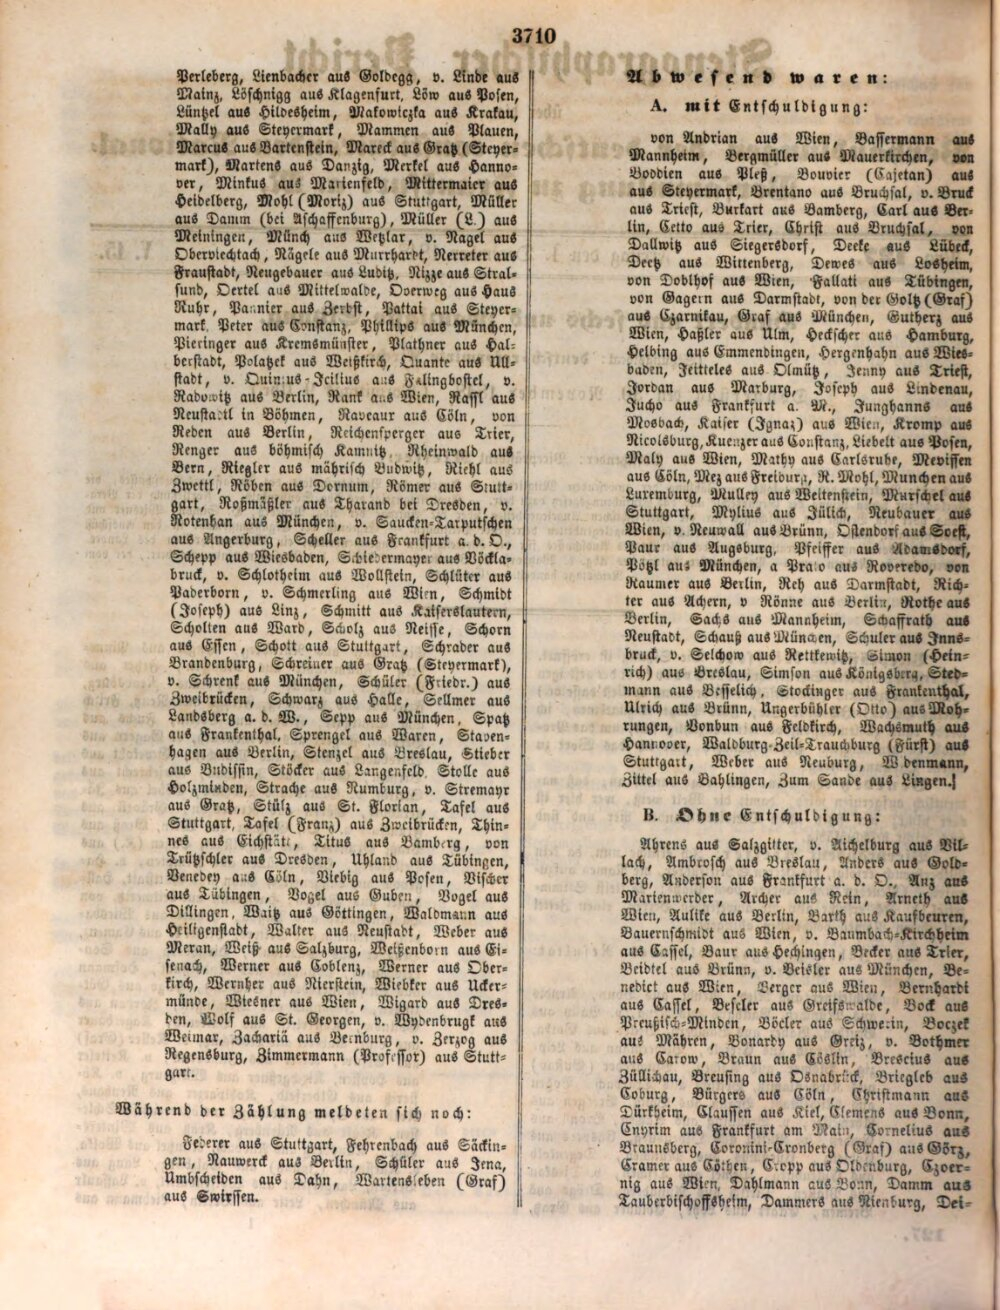 3710
Perleberg, Lienbacher aus Goldegg, v. Linde aus
Mainz, Löschnigg aus Klagenfurt, Löw aus Posen,
Lüntzel aus Hildesheim, Makowiczka aus Krakau,
Mally aus Steyermark, Mammen aus Plauen,
Marcus aus Bartenstein, Mareck aus Gratz (Steyer-
mark), Martens aus Danzig, Merkel aus Hanno-
ver, Minkus aus Marienfeld, Mittermaier aus
Heidelberg, Mohl (Moriz) aus Stuttgart, Müller
aus Damm (bei Aschaffenburg), Müller (L.) aus
Meiningen, Münch aus Wetzlar, v. Nagel aus
Oberviechtach, Nägele aus Murrhardt, Nerreter aus
Fraustadt, Neugebauer aus Luditz, Nizze aus Stral-
sund, Oertel aus Mittelwalde, Overweg aus Haus
Ruhr, Pannier aus Zerbst, Pattai aus Steyer-
mark, Peter aus Constanz, Phillips aus München,
Pieringer aus Kremsmünster, Plathner aus Hal-
berstadt, Polatzek aus Weißkirch, Quante aus Ull-
stadt, v. Quintus-Icilius aus Falingbostel, v.
Radowitz aus Berlin, Rank aus Wien, Raffl aus
Neustadtl in Böhmen, Raveaux aus Cöln, von
Reden aus Berlin, Reichensperger aus Trier,
Renger aus böhmisch Kamnitz, Rheinwald aus
Bern, Riegler aus mährisch Budwitz, Riehl aus
Zwettl, Röben aus Dornum, Römer aus Stutt-
gart, Roßmäßler aus Tharand bei Dresden, v.
Rotenhan aus München, v. Saucken-Tarputschen
aus Angerburg, Scheller aus Frankfurt a. d. O.,
Schepp aus Wiesbaden, Schiedermayer aus Vöckla-
bruck, v. Schlotheim aus Wollstein, Schlüter aus
Paderborn, v. Schmerling aus Wien, Schmidt
(Joseph) aus Linz, Schmitt aus Kaiserslautern,
Scholten aus Ward, Scholz aus Neisse, Schorn
aus Essen, Schott aus Stuttgart, Schrader aus
Brandenburg, Schreiner aus Gratz (Steyermark),
v. Schrenk aus München, Schüler (Friedr.) aus
Zweibrücken, Schwarz aus Halle, Sellmer aus
Landsberg a. d. W., Sepp aus München, Spatz
aus Frankenthal, Sprengel aus Waren, Staven-
hagen aus Berlin, Stenzel aus Breslau, Stieber
aus Budissin, Stöcker aus Langenfeld, Stolle aus
Holzminden, Strache aus Rumburg, v. Stremayr
aus Gratz, Stülz aus St. Florian, Tafel aus
Stuttgart, Tafel (Franz) aus Zweibrücken, Thin-
nes aus Eichstätt, Titus aus Bamberg, von
Trützschler aus Dresden, Uhland aus Tübingen,
Venedey aus Cöln, Viebig aus Posen, Vischer
aus Tübingen, Vogel aus Guben, Vogel aus
Dillingen, Waitz aus Göttingen, Waldmann aus
Heiligenstadt, Walter aus Neustadt, Weber aus
Meran, Weiß aus Salzburg, Weißenborn aus Ei-
senach, Werner aus Coblenz, Werner aus Ober-
kirch, Wernher aus Nierstein, Wiebker aus Ucker-
münde, Wiesner aus Wien, Wigard aus Dres-
den, Wolf aus St. Georgen, v. Wydenbrugk aus
Weimar, Zachariä aus Bernburg, v. Zerzog aus
Regensburg, Zimmermann (Professor) aus Stutt-
gart.
Während der Zählung meldeten sich noch:
Federer aus Stuttgart, Fehrenbach aus Säckin-
gen, Nauwerck aus Berlin, Schüler aus Jena,
Umbscheiden aus Dahn, Wartensleben (Graf)
aus Swirssen.
Abwesend waren:
A. mit Entschuldigung:
von Andrian aus Wien, Bassermann aus
Mannheim, Bergmüller aus Mauerkirchen, von
Boddien aus Pleß, Bouvier (Cajetan) aus
aus Steyermark, Brentano aus Bruchsal, v. Bruck
aus Triest, Burkart aus Bamberg, Carl aus Ber-
lin, Cetto aus Trier, Christ aus Bruchsal, von
Dallwitz aus Siegersdorf, Deeke aus Lübeck,
Deetz aus Wittenberg, Dewes aus Losheim,
von Doblhof aus Wien, Fallati aus Tübingen,
von Gagern aus Darmstadt, von der Goltz (Graf)
aus Czarnikau, Graf aus München, Gutherz aus
Wien, Haßler aus Ulm, Heckscher aus Hamburg,
Helbing aus Emmendingen, Hergenhahn aus Wies-
baden, Jeitteles aus Olmütz, Jenny aus Triest,
Jordan aus Marburg, Joseph aus Lindenau,
Jucho aus Frankfurt a. M., Junghanns aus
Mosbach, Kaiser (Ignaz) aus Wien, Kromp aus
Nicolsburg, Kuenzer aus Constanz, Liebelt aus Posen,
Maly aus Wien, Mathy aus Carlsruhe, Mevissen
aus Cöln, Mez aus Freiburg, R. Mohl, Munchen aus
Luxemburg, Mulley aus Weitenstein, Murschel aus
Stuttgart, Mylius aus Jülich, Neubauer aus
Wien, v. Neuwall aus Brünn, Ostendorf aus Soest,
Paur aus Augsburg, Pfeiffer aus Adamsdorf,
Pötzl aus München, a Prato aus Roveredo, von
Raumer aus Berlin, Reh aus Darmstadt, Rich-
ter aus Achern, v Rönne aus Berlin, Rothe aus
Berlin, Sachs aus Mannheim, Schaffrath aus
Neustadt, Schauß aus München, Schuler aus Inns-
bruck, v. Selchow aus Rettkewitz, Simon (Hein-
rich) aus Breslau, Simson aus Königsberg, Sted-
mann aus Besselich, Stockinger aus Frankenthal,
Ulrich aus Brünn, Ungerbühler (Otto) aus Moh-
rungen, Vonbun aus Feldkirch, Wachsmuth aus
Hannover, Waldburg-Zeil-Trauchburg (Fürst) aus
Stuttgart, Weber aus Neuburg, W denmann,
Zittel aus Bahlingen, Zum Sande aus Lingen.
B. Ohne Entschuldigung:
Ahrens aus Salzgitter, v. Aichelburg aus Vil-
lach, Ambrosch aus Breslau, Anders aus Gold-
berg, Anderson aus Frankfurt a. d. O., Anz aus
Marienwerder, Archer aus Rein, Arneth aus
Wien, Aulike aus Berlin, Barth aus Kaufbeuren,
Bauernschmidt aus Wien, v. Baumbach-Kirchheim
aus Cassel, Baur aus Hechingen, Becker aus Trier,
Beidtel aus Brünn, v. Beisler aus München, Be-
nedict aus Wien, Berger aus Wien, Bernhardi
aus Cassel, Beseler aus Greifswalde, Bock aus
Preußisch-Minden, Böcler aus Schwerin, Boczek
aus Mähren, Bonardy aus Greiz, v. Bothmer
aus Carow, Braun aus Cöslin, Brescius aus
Züllichau, Breusing aus Osnabrück, Briegleb aus
Coburg, Bürgers aus Cöln, Christmann aus
Dürkheim, Claussen aus Kiel, Clemens aus Bonn,
Cnyrim aus Frankfurt am Main, Cornelius aus
Braunsberg, Coronini-Cronberg (Graf) aus Görz,
Cramer aus Cöthen, Cropp aus Oldenburg, Czoer-
nig aus Wien, Dahlmann aus Bonn, Damm aus
Tauberbischoffsheim, Dammers aus Nienburg, Dei-